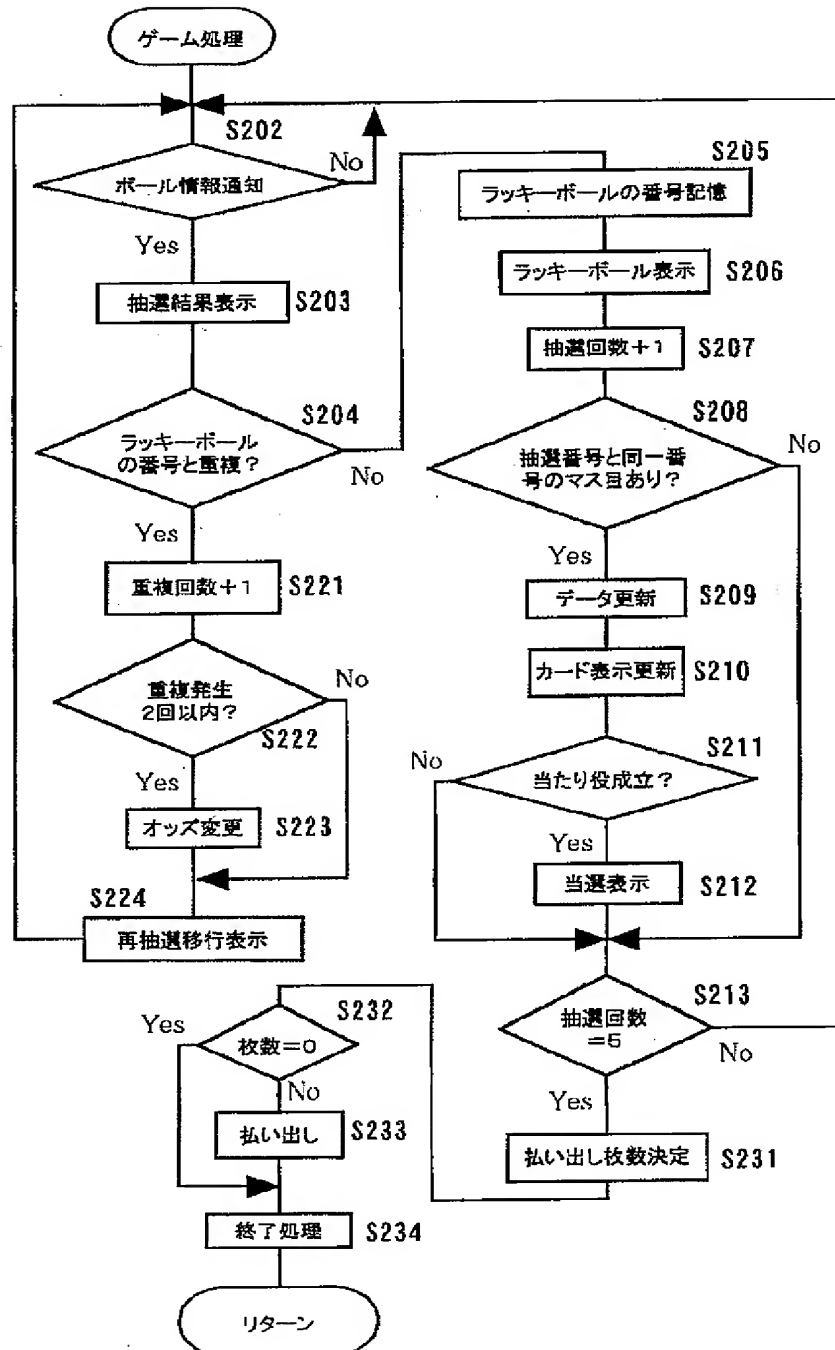 ゲーム処理
S202
ボール情報通知
No
Yes
抽選結果表示
S203
S204
ラッキーボール
の番号と重複?
No
Yes
重複回数+1
S221
重複発生
2回以内?
No
S222
Yes
オッズ変更
S223
S224
再抽選移行表示
S205
ラッキーボールの番号記憶
ラッキーボール表示
S206
抽選回数+1
S207
S208
抽選番号と同一番
号のマス目あり?
No
Yes
データ更新
S209
カード表示更新
S210
S211
No
当たり役成立?
Yes
当選表示
S212
S213
抽選回数
=5
No
Yes
払い出し枚数決定
S231
S232
Yes
枚数=0
No
払い出し
S233
終了処理
S234
リターン